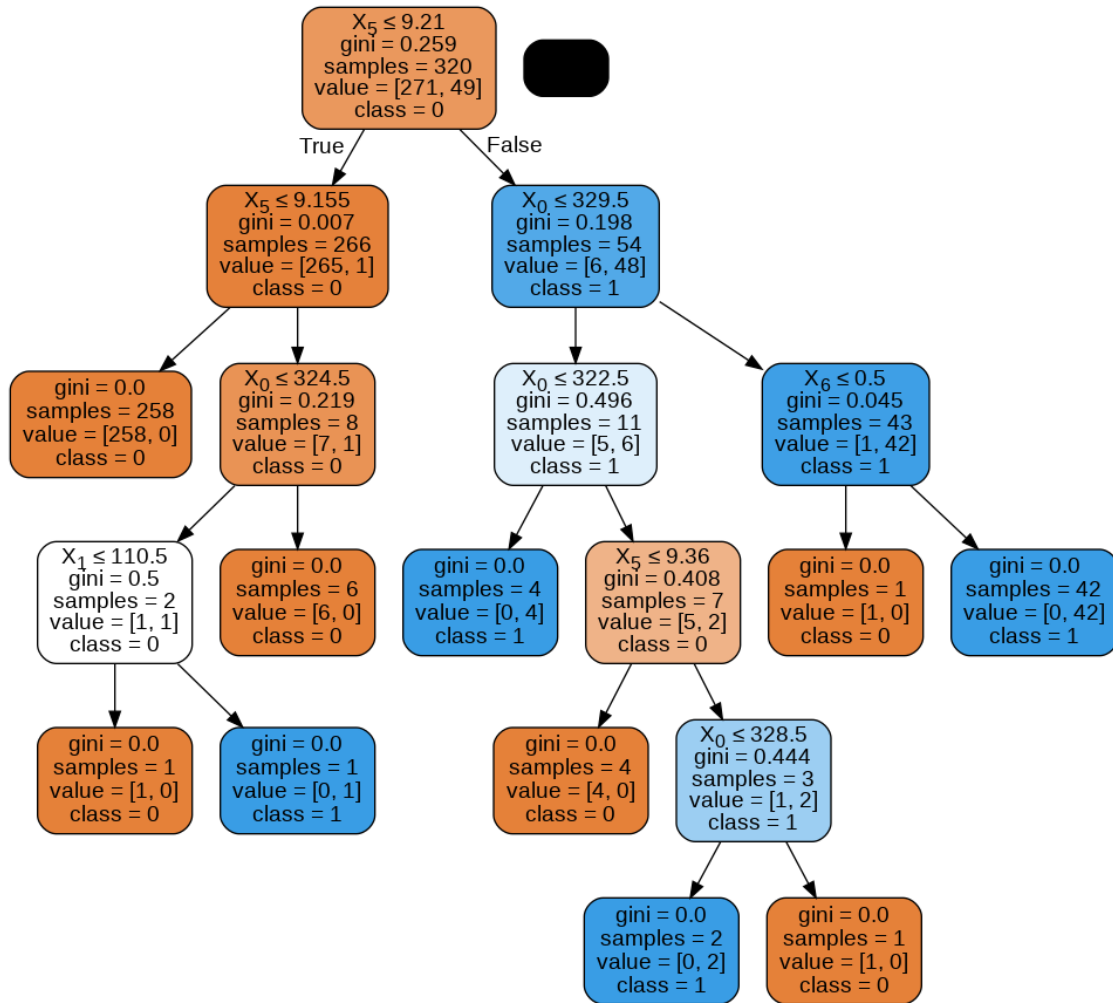 X5 ≤ 9.21
gini = 0.259
samples = 320
value = [271, 49]
class = 0
True
False
X5 ≤ 9.155
gini = 0.007
samples = 266
value = [265, 1]
class = 0
X0 ≤ 329.5
gini = 0.198
samples = 54
value = [6, 48]
class = 1
gini = 0.0
samples = 258
value = [258, 0]
class = 0
X0 ≤ 324.5
gini = 0.219
samples = 8
value = [7, 1]
class = 0
X0 ≤ 322.5
gini = 0.496
samples = 11
value = [5, 6]
class = 1
X6 ≤ 0.5
gini = 0.045
samples = 43
value = [1, 42]
class = 1
X1 ≤ 110.5
gini = 0.5
samples = 2
value = [1, 1]
class = 0
gini = 0.0
samples = 6
value = [6, 0]
class = 0
gini = 0.0
samples = 4
value = [0, 4]
class = 1
X5 ≤ 9.36
gini = 0.408
samples = 7
value = [5, 2]
class = 0
gini = 0.0
samples = 1
value = [1, 0]
class = 0
gini = 0.0
samples = 42
value = [0, 42]
class = 1
gini = 0.0
samples = 1
value = [1, 0]
class = 0
gini = 0.0
samples = 1
value = [0, 1]
class = 1
gini = 0.0
samples = 4
value = [4, 0]
class = 0
X0 ≤ 328.5
gini = 0.444
samples = 3
value = [1, 2]
class = 1
gini = 0.0
samples = 2
value = [0, 2]
class = 1
gini = 0.0
samples = 1
value = [1, 0]
class = 0